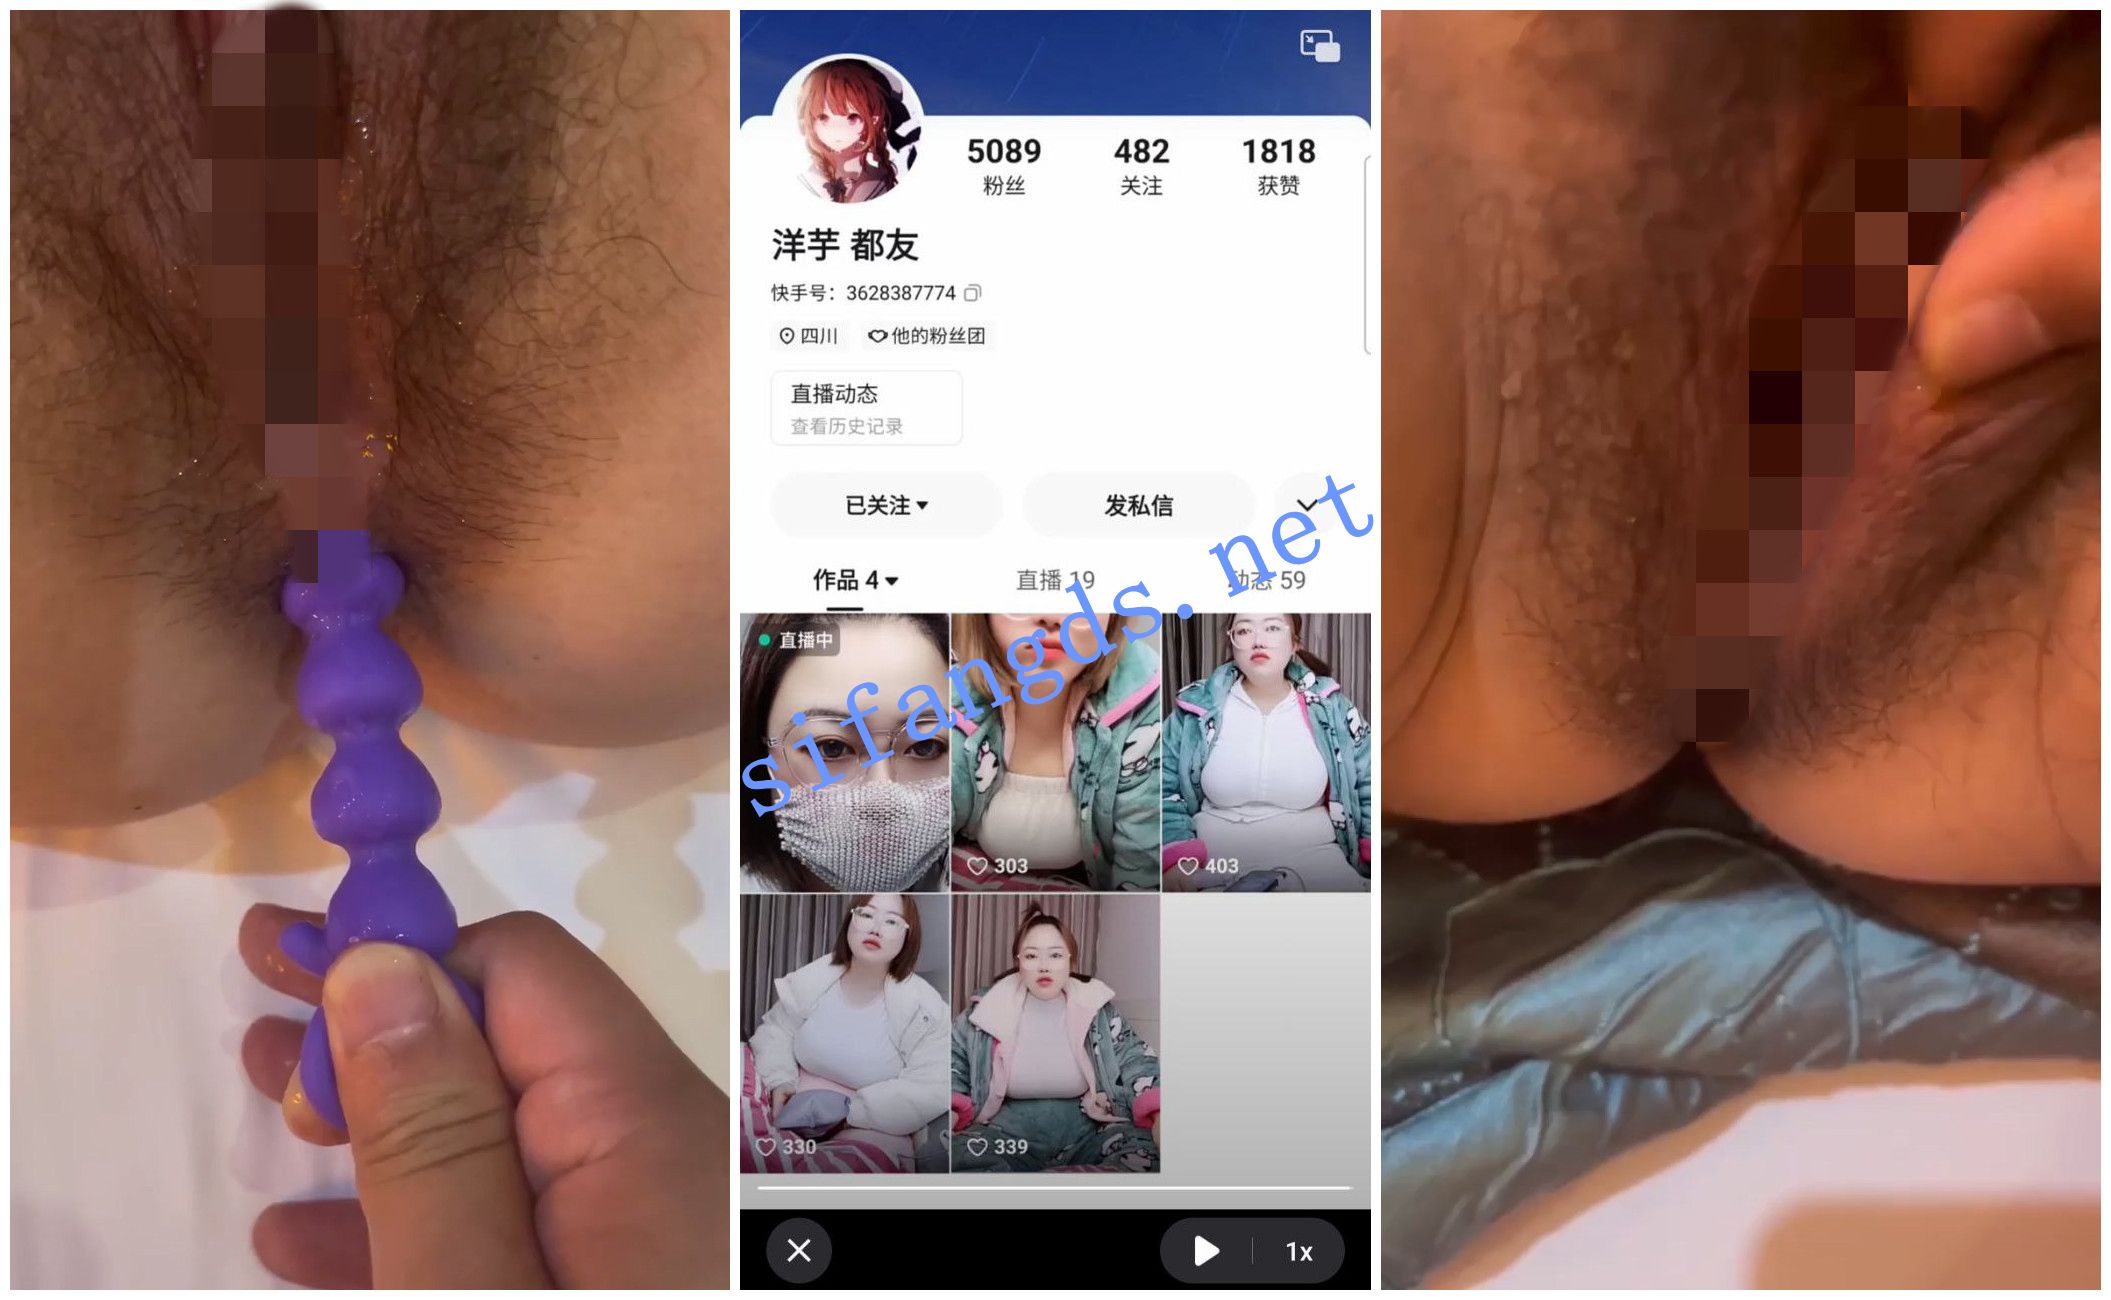 5089
粉丝
482
关注
1818
获赞
洋芋 都友
快手号：3628387774
四川
他的粉丝团
直播动态
查看历史记录
已关注
发私信
作品 4
直播 19
动态 59
直播中
303
403
330
339
1x
sifangds.net